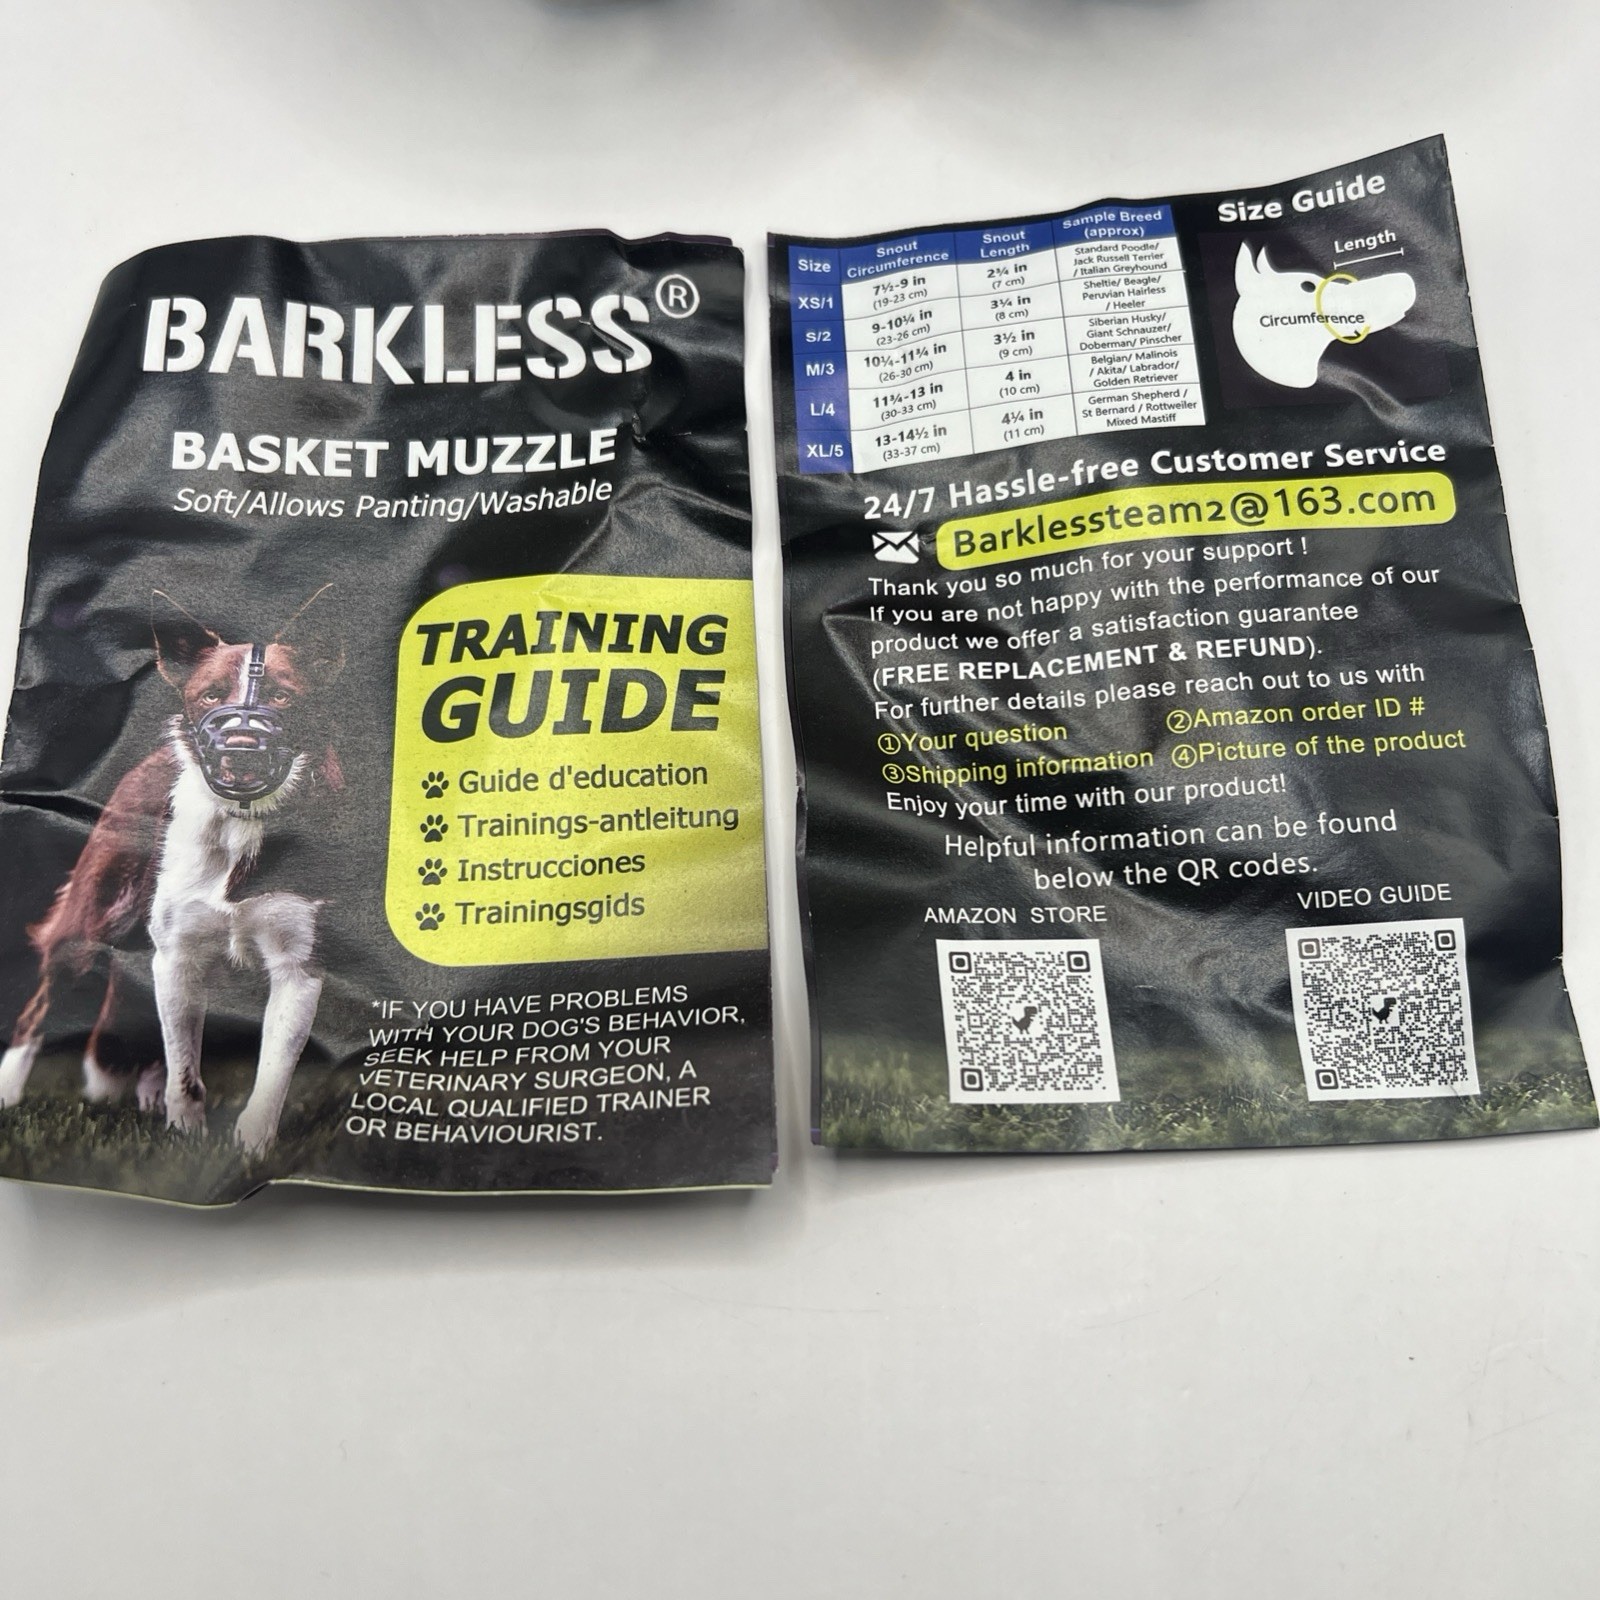 BARKLESS®
BASKET MUZZLE
Soft/Allows Panting/Washable
TRAINING
GUIDE
Guide d'education
Trainings-antleitung
Instrucciones
Trainingsgids
*IF YOU HAVE PROBLEMS
WITH YOUR DOG'S BEHAVIOR,
SEEK HELP FROM YOUR
VETERINARY SURGEON, A
LOCAL QUALIFIED TRAINER
OR BEHAVIOURIST.
Size Guide
Length
Circumference
Size Snout Circumference Snout Length Sample Breed (approx)
XS/1 7½-9 in (19-23 cm) 2¾ in (7 cm) Standard Poodle/ Jack Russell Terrier / Italian Greyhound
S/2 9-10¼ in (23-26 cm) 3¼ in (8 cm) Sheltie/ Beagle/ Peruvian Hairless / Heeler
M/3 10¼-11¾ in (26-30 cm) 3½ in (9 cm) Siberian Husky/ Giant Schnauzer/ Doberman/ Pinscher
L/4 11¾-13 in (30-33 cm) 4 in (10 cm) Belgian/ Malinois / Akita/ Labrador/ Golden Retriever
XL/5 13-14½ in (33-37 cm) 4¼ in (11 cm) German Shepherd / St Bernard / Rottweiler Mixed Mastiff
24/7 Hassle-free Customer Service
Barklessteam2@163.com
Thank you so much for your support !
If you are not happy with the performance of our
product we offer a satisfaction guarantee
(FREE REPLACEMENT & REFUND).
For further details please reach out to us with
①Your question ②Amazon order ID #
③Shipping information ④Picture of the product
Enjoy your time with our product!
Helpful information can be found
below the QR codes.
AMAZON STORE
VIDEO GUIDE